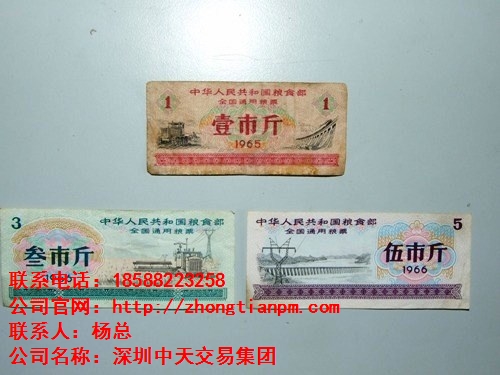 中华人民共和国粮食部
全国通用粮票
1 1
壹市斤
1965
3
中华人民共和国粮食部
全国通用粮票
叁市斤
中华人民共和国粮食部
全国通用粮票
5
伍市斤
1966
联系电话：18588223258
公司官网：http://zhongtianpm.com
联系人：杨总
公司名称：深圳中天交易集团